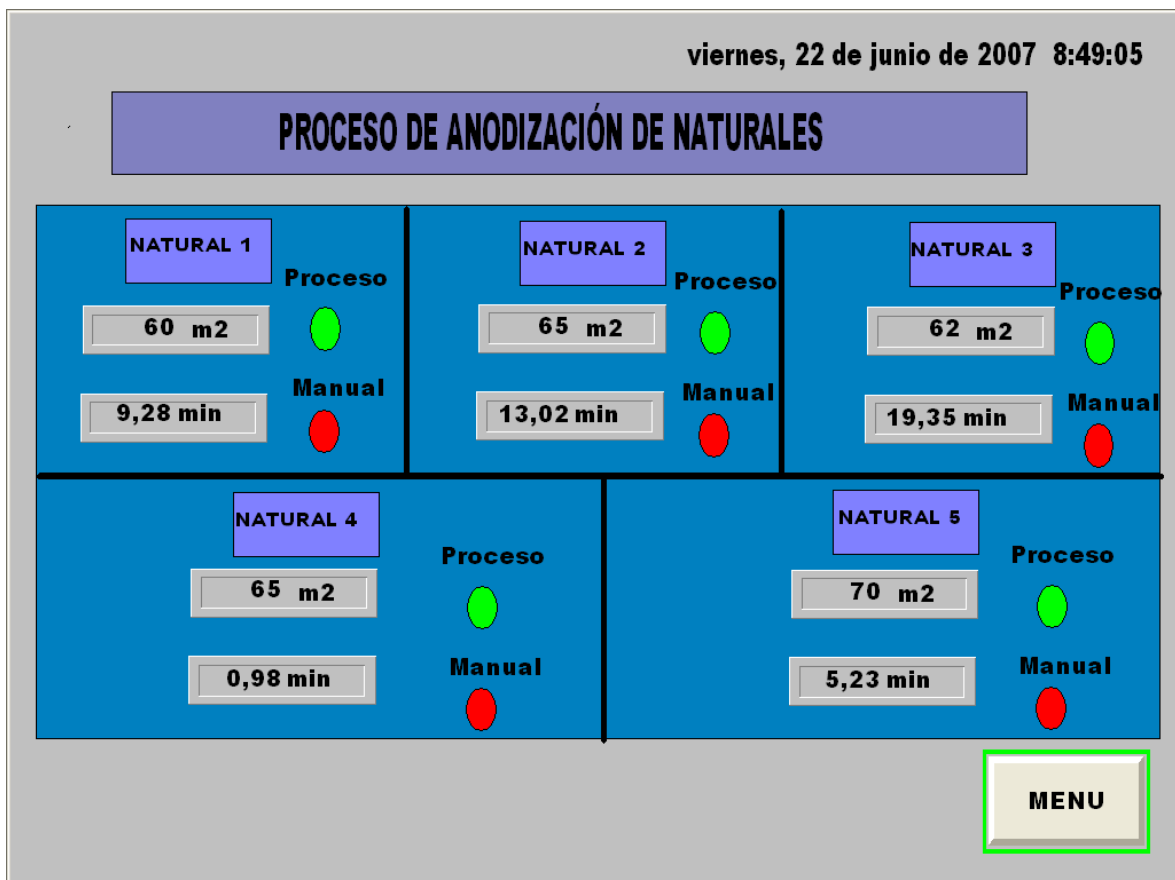 viernes, 22 de junio de 2007 8:49:05
PROCESO DE ANODIZACIÓN DE NATURALES
NATURAL 1
Proceso
60 m2
Manual
9,28 min
NATURAL 2
Proceso
65 m2
Manual
13,02 min
NATURAL 3
Proceso
62 m2
Manual
19,35 min
NATURAL 4
Proceso
65 m2
Manual
0,98 min
NATURAL 5
Proceso
70 m2
Manual
5,23 min
MENU